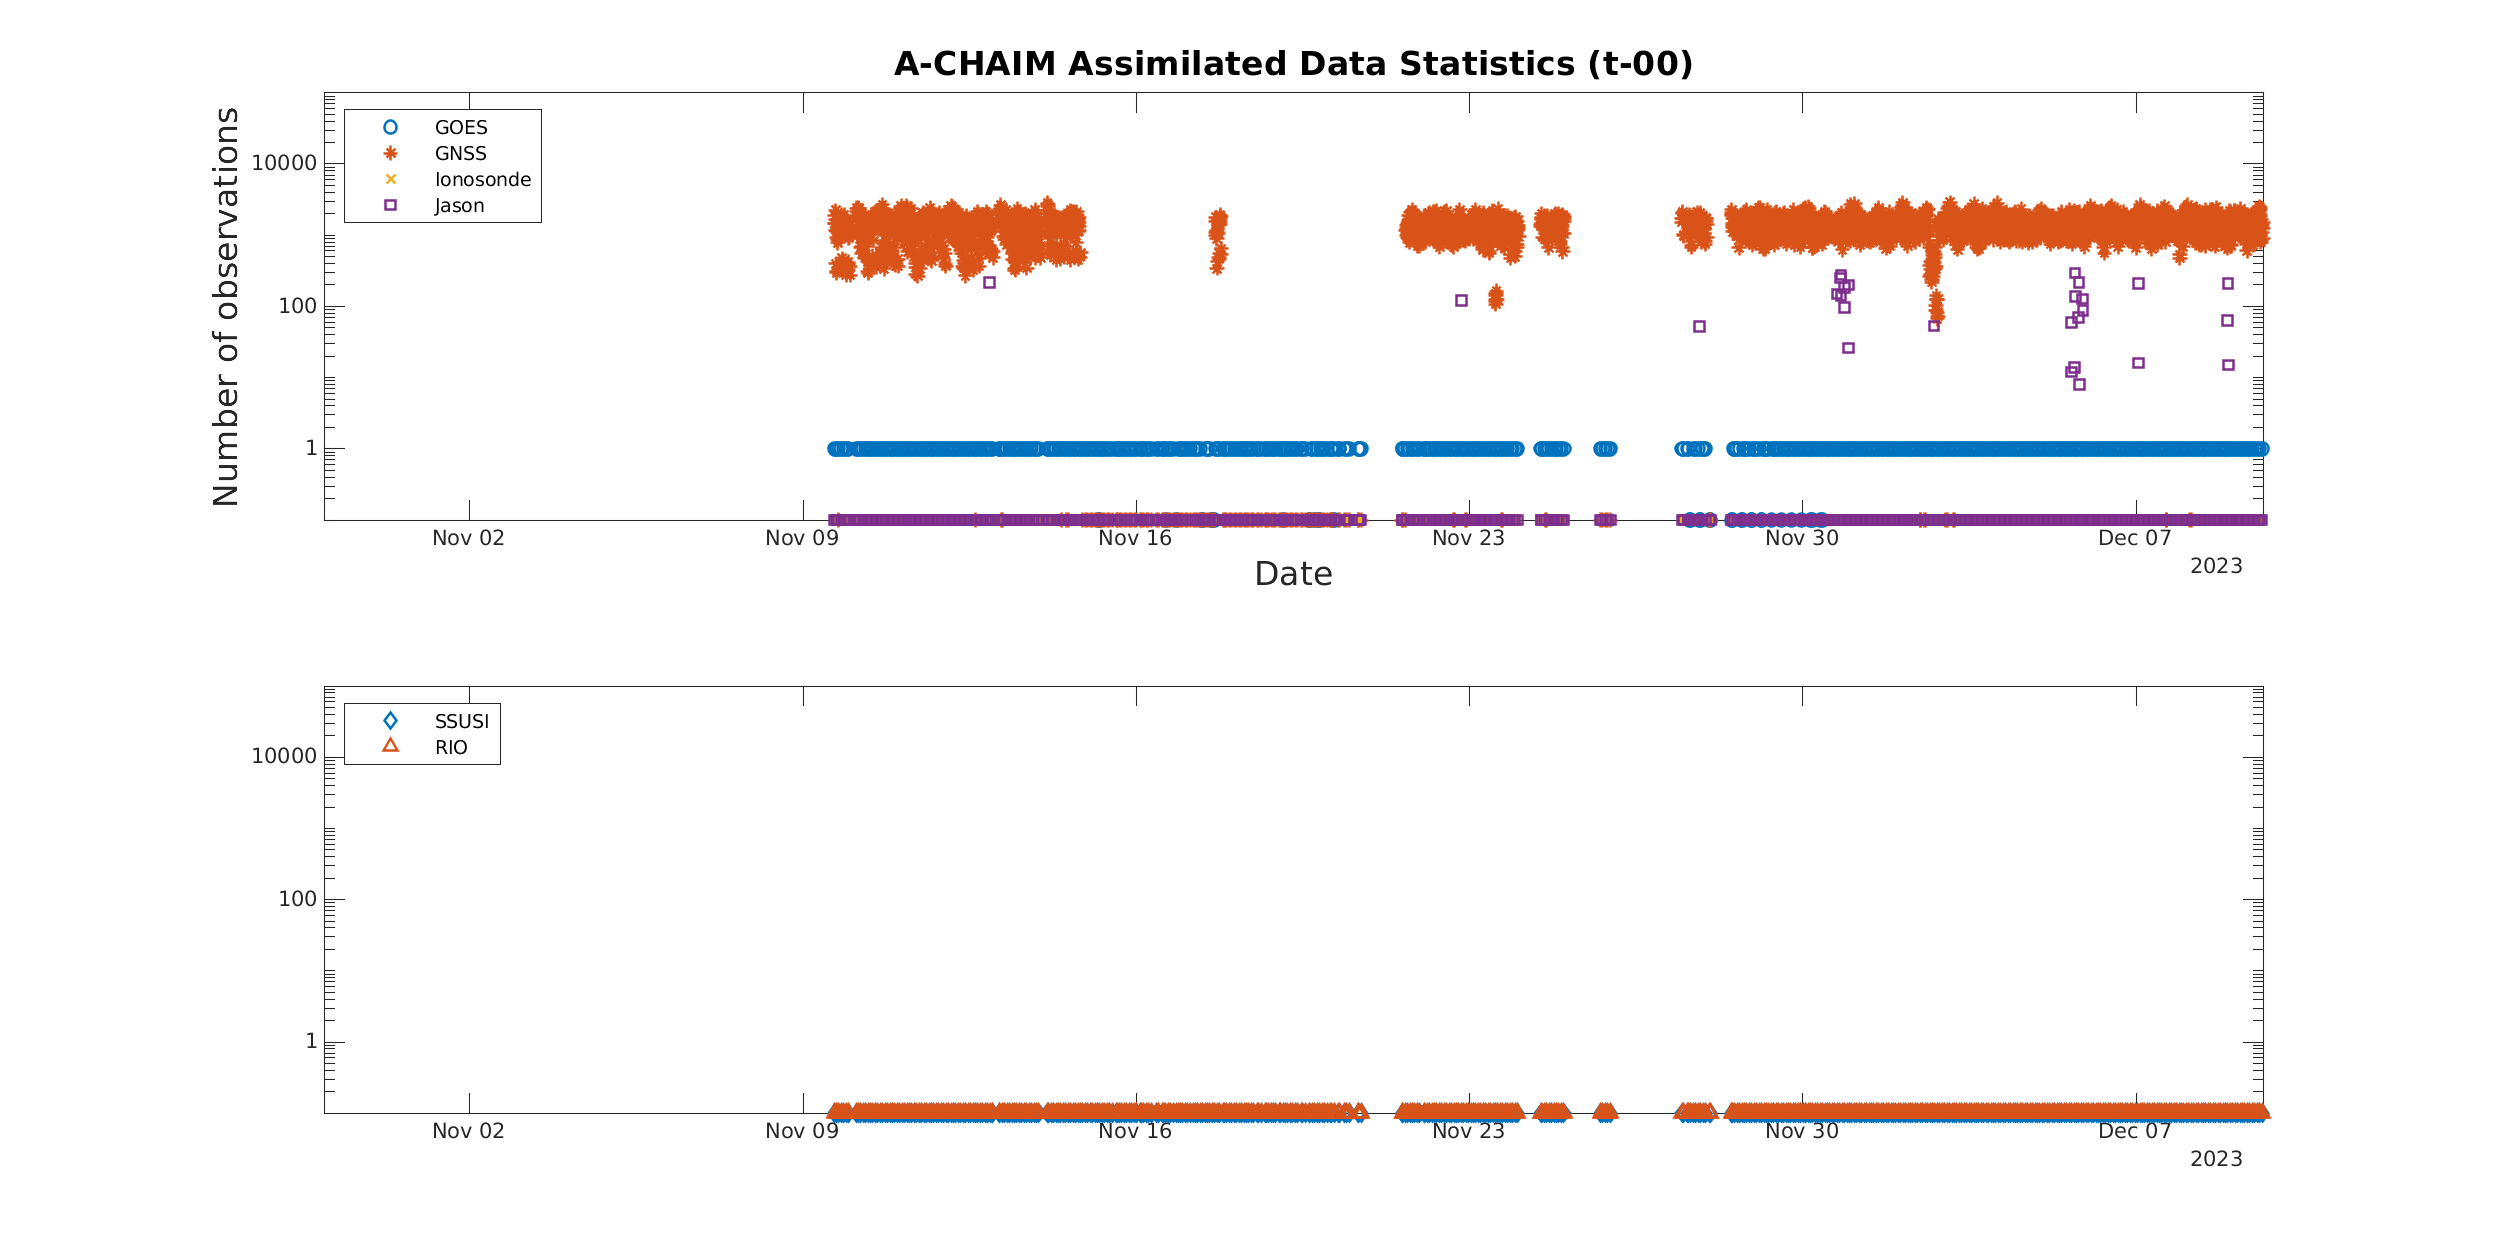 A-CHAIM Assimilated Data Statistics (t-00)
Number of observations
10000
100
1
GOES
GNSS
Ionosonde
Jason
Nov 02
Nov 09
Nov 16
Nov 23
Nov 30
Dec 07
2023
Date
10000
100
1
SSUSI
RIO
Nov 02
Nov 09
Nov 16
Nov 23
Nov 30
Dec 07
2023